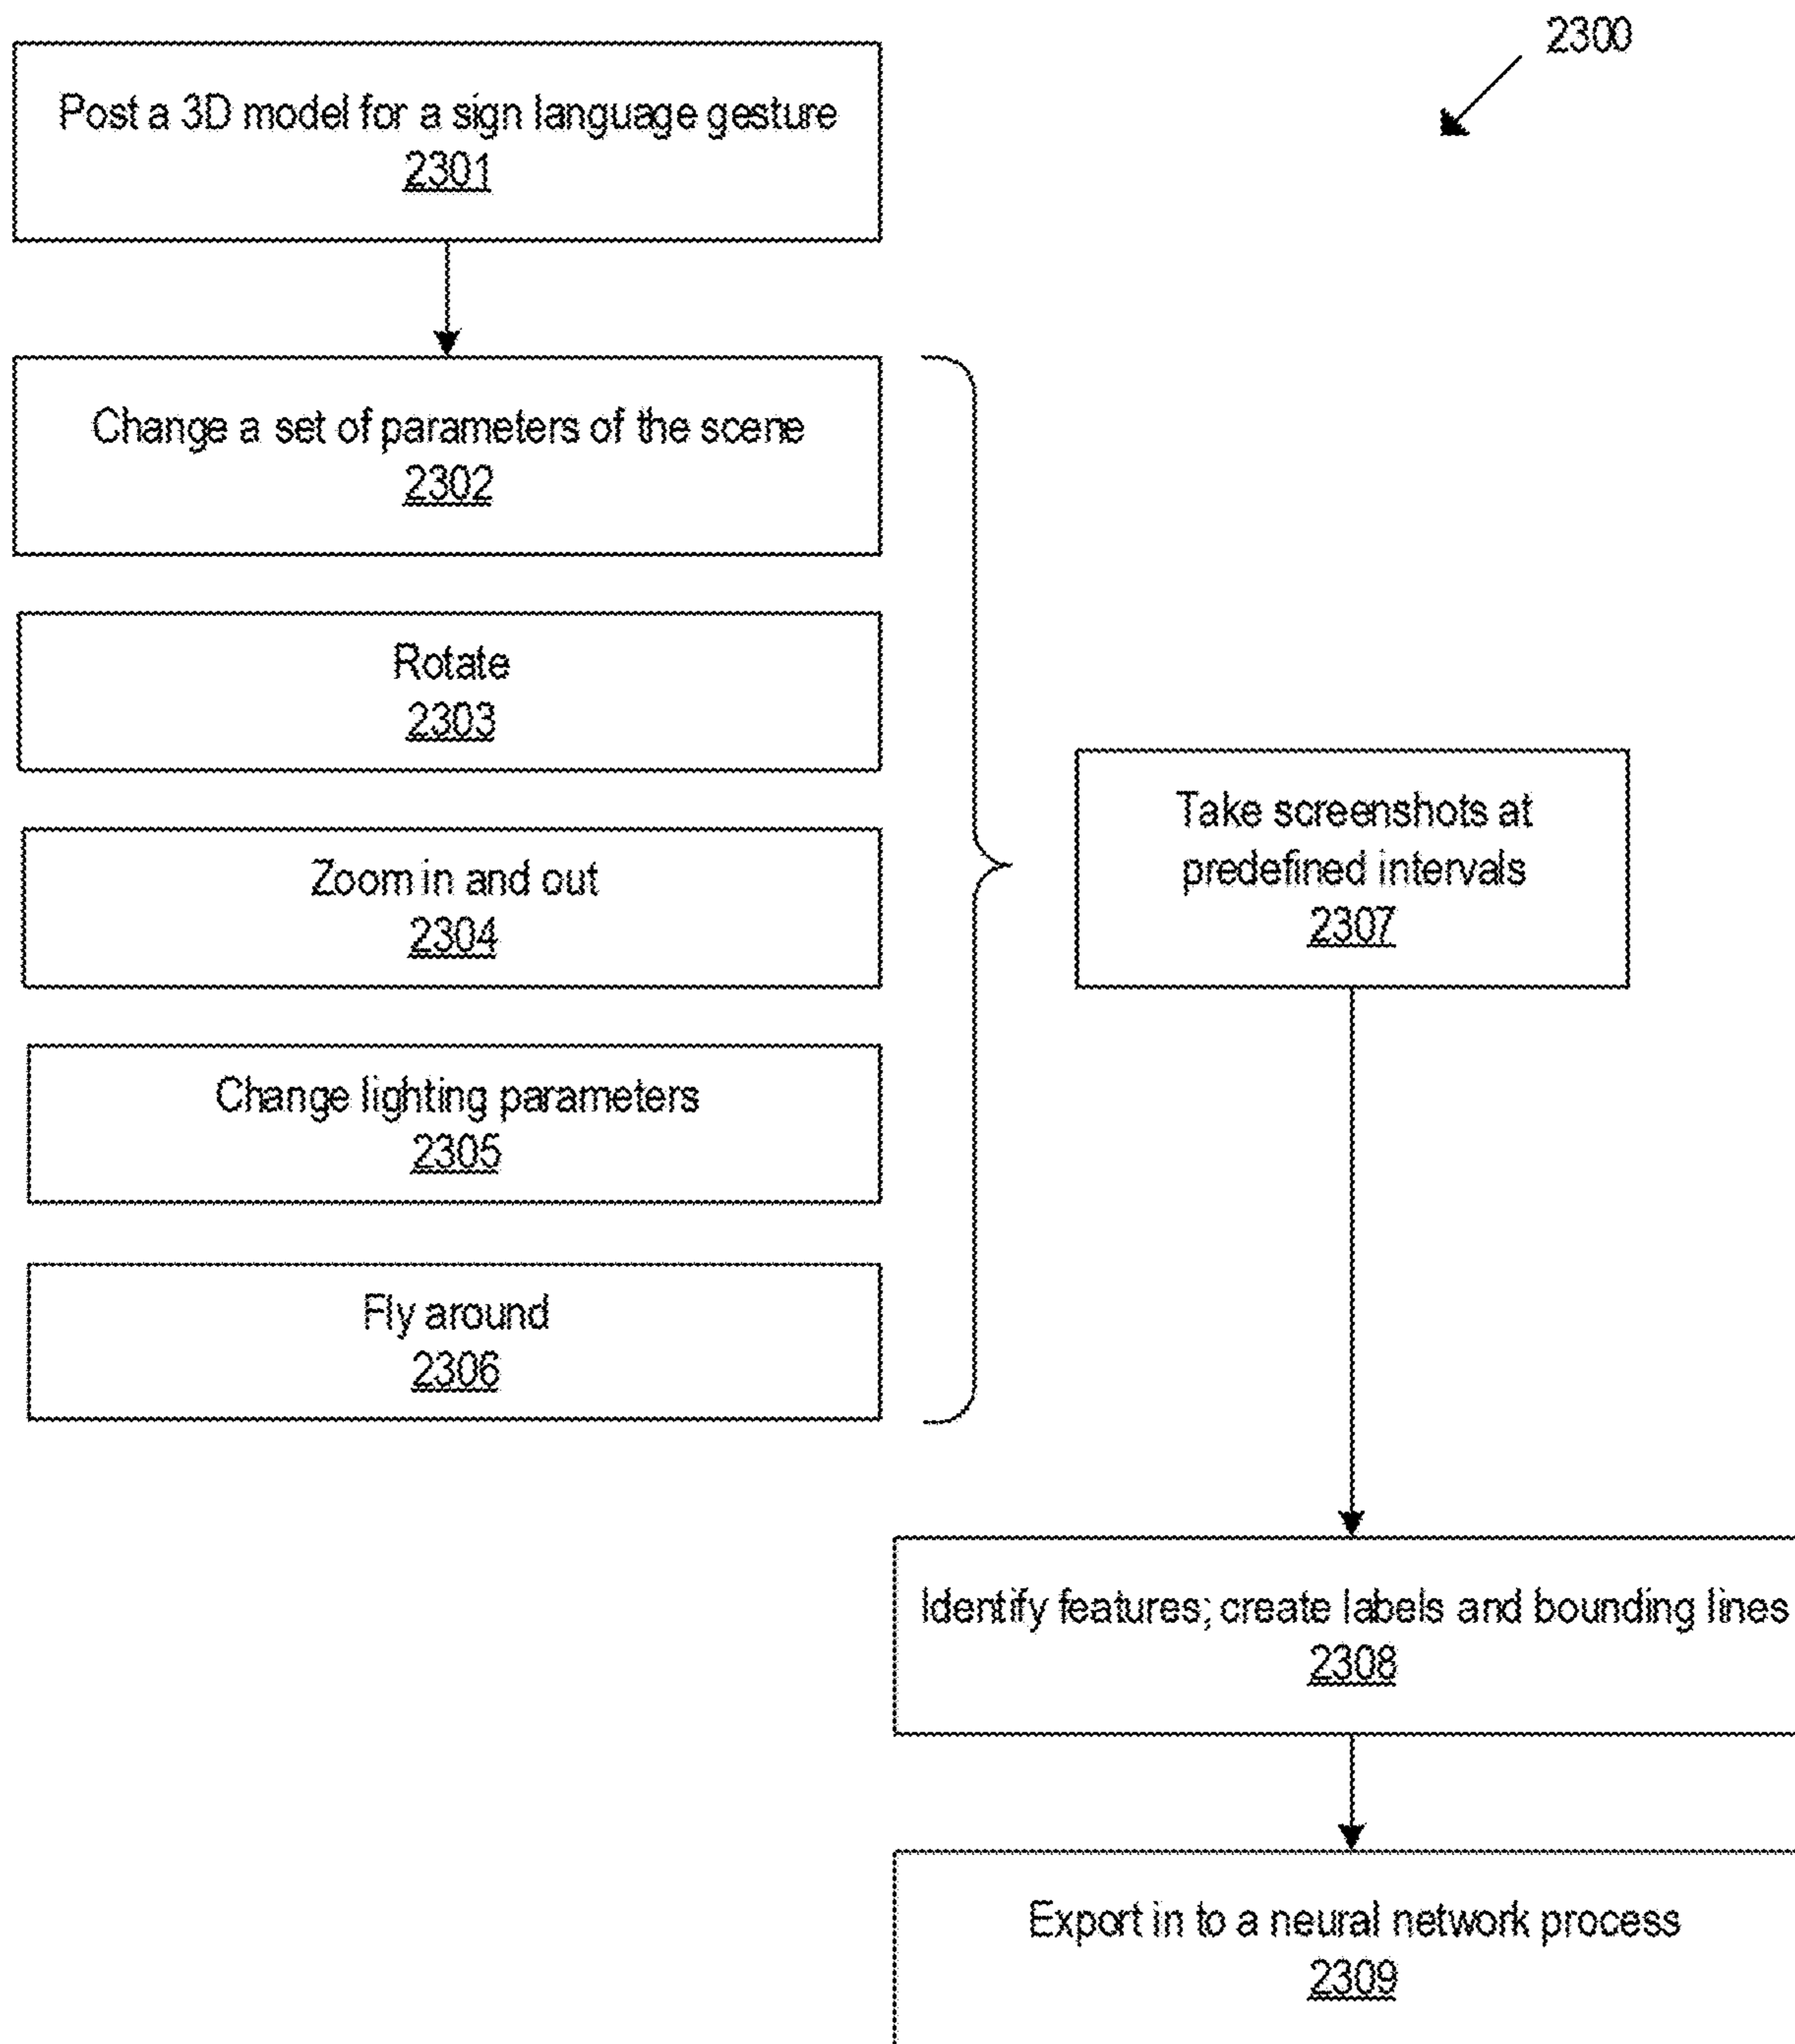 2300
Post a 3D model for a sign language gesture
2301
Change a set of parameters of the scene
2302
Rotate
2303
Zoom in and out
2304
Change lighting parameters
2305
Fly around
2306
Take screenshots at
predefined intervals
2307
Identify features; create labels and bounding lines
2308
Export in to a neural network process
2309